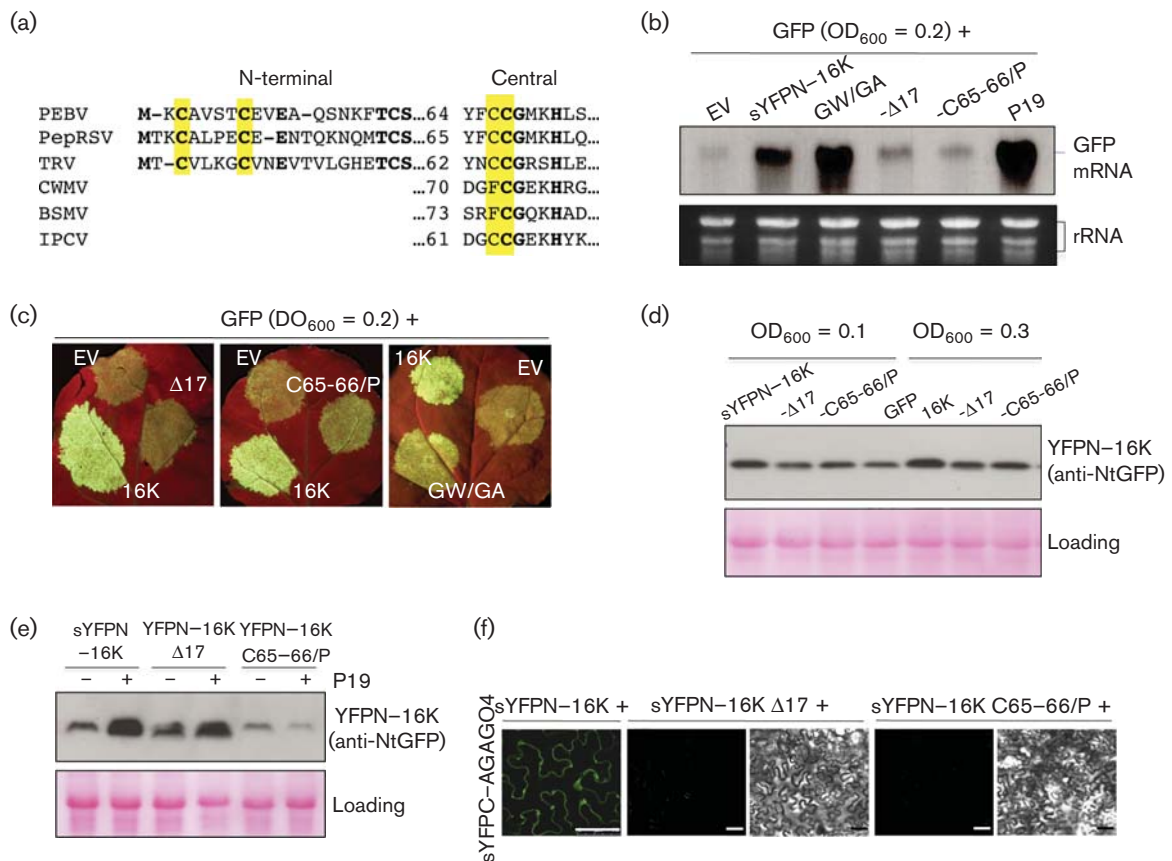 (a)
N-terminal Central
PEBV M-KCAVSTCEVEA-QSNKFTCS...64 YFCCGMKHLS...
PepRSV MTKCALPECE-ENTQKNQMTCS...65 YFCCGMKHLS...
TRV MT-CVLKGCVNEVTVLGHETCS...62 YNCCGRSHLE...
CWMV ...70 DGFCGEKHRG...
BSMV ...73 SRFCGQKHAD...
IPCV ...61 DGCCGEKHYK...
(b)
GFP (OD600 = 0.2) +
EV sYFPN–16K GW/GA -Δ17 -C65-66/P P19
GFP
mRNA
rRNA
(c)
GFP (DO600 = 0.2) +
EV Δ17 16K
EV C65-66/P 16K
16K EV GW/GA
(d)
OD600 = 0.1 OD600 = 0.3
sYFPN–16K -Δ17 -C65-66/P GFP 16K -Δ17 -C65-66/P
YFPN–16K
(anti-NtGFP)
Loading
(e)
sYFPN
–16K
YFPN–16K
Δ17
YFPN–16K
C65–66/P
– + – + – + P19
YFPN–16K
(anti-NtGFP)
Loading
(f)
sYFPN–16K + sYFPN–16K Δ17 + sYFPN–16K C65–66/P +
sYFPC–AGAGO4